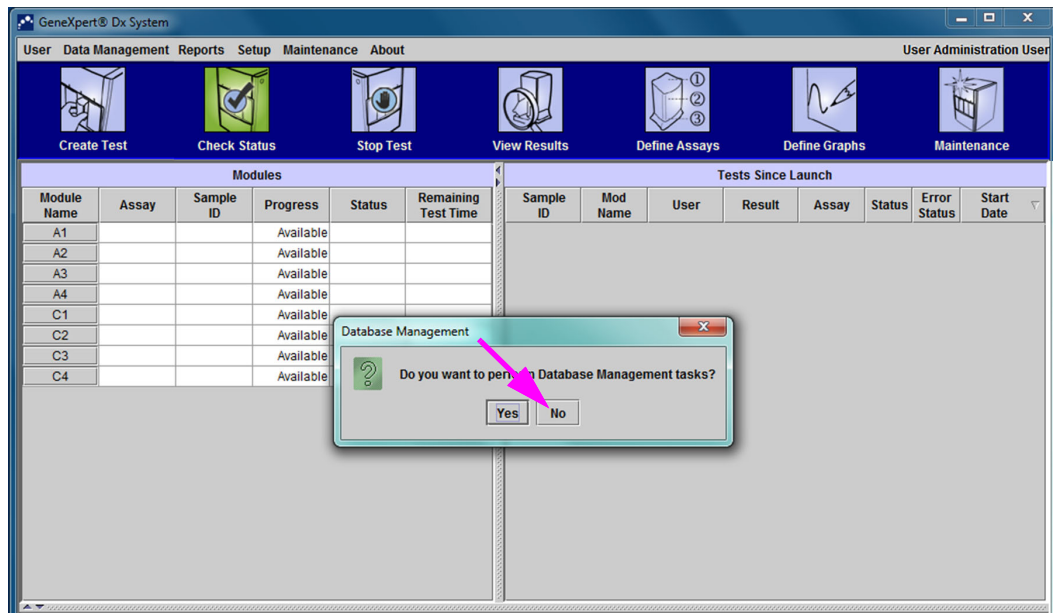 GeneXpert® Dx System
User Data Management Reports Setup Maintenance About User Administration User
Create Test Check Status Stop Test View Results Define Assays Define Graphs Maintenance
1
2
3
Modules
Module Name Assay Sample ID Progress Status Remaining Test Time
A1 Available
A2 Available
A3 Available
A4 Available
C1 Available
C2 Available
C3 Available
C4 Available
Tests Since Launch
Sample ID Mod Name User Result Assay Status Error Status Start Date
Database Management
Do you want to perform Database Management tasks?
Yes No